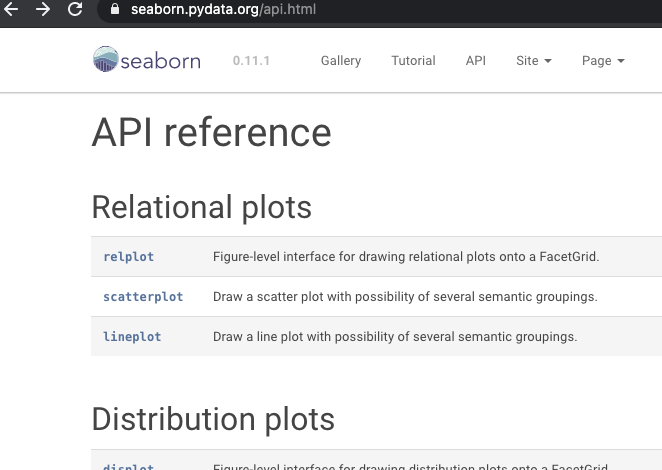 seaborn.pydata.org/api.html
seaborn 0.11.1 Gallery Tutorial API Site Page
API reference
Relational plots
relplot Figure-level interface for drawing relational plots onto a FacetGrid.
scatterplot Draw a scatter plot with possibility of several semantic groupings.
lineplot Draw a line plot with possibility of several semantic groupings.
Distribution plots
displot Figure-level interface for drawing distribution plots onto a FacetGrid.